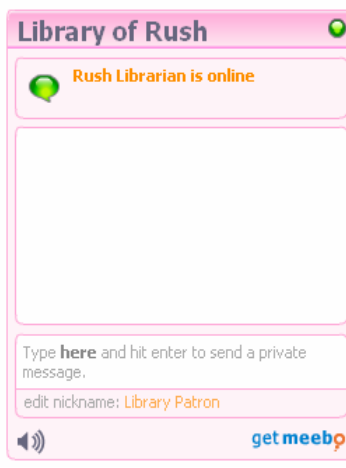 Library of Rush
Rush Librarian is online
Type here and hit enter to send a private
message.
edit nickname: Library Patron
get meebo